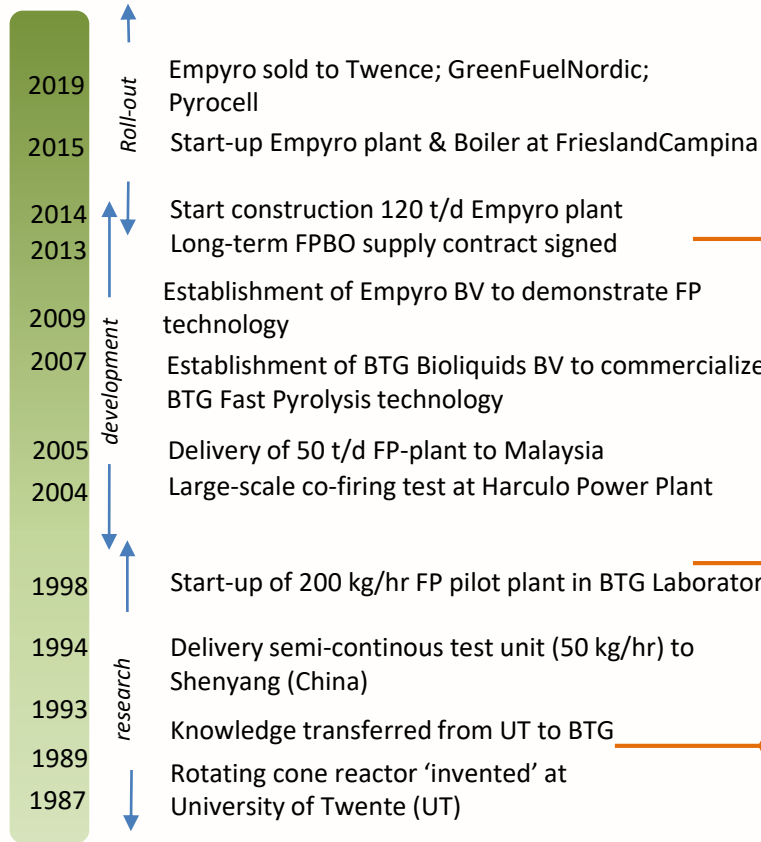 2019
Empyro sold to Twence; GreenFuelNordic;
Pyrocell
Roll-out
2015
Start-up Empyro plant & Boiler at FrieslandCampina
2014
Start construction 120 t/d Empyro plant
2013
Long-term FPBO supply contract signed
2009
Establishment of Empyro BV to demonstrate FP
technology
development
2007
Establishment of BTG Bioliquids BV to commercialize
BTG Fast Pyrolysis technology
2005
Delivery of 50 t/d FP-plant to Malaysia
2004
Large-scale co-firing test at Harculo Power Plant
1998
Start-up of 200 kg/hr FP pilot plant in BTG Laborator
1994
Delivery semi-continous test unit (50 kg/hr) to
Shenyang (China)
research
1993
Knowledge transferred from UT to BTG
1989
Rotating cone reactor ‘invented’ at
1987
University of Twente (UT)